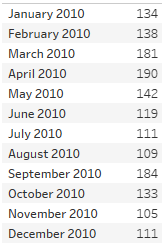 January 2010 134
February 2010 138
March 2010 181
April 2010 190
May 2010 142
June 2010 119
July 2010 111
August 2010 109
September 2010 184
October 2010 133
November 2010 105
December 2010 111